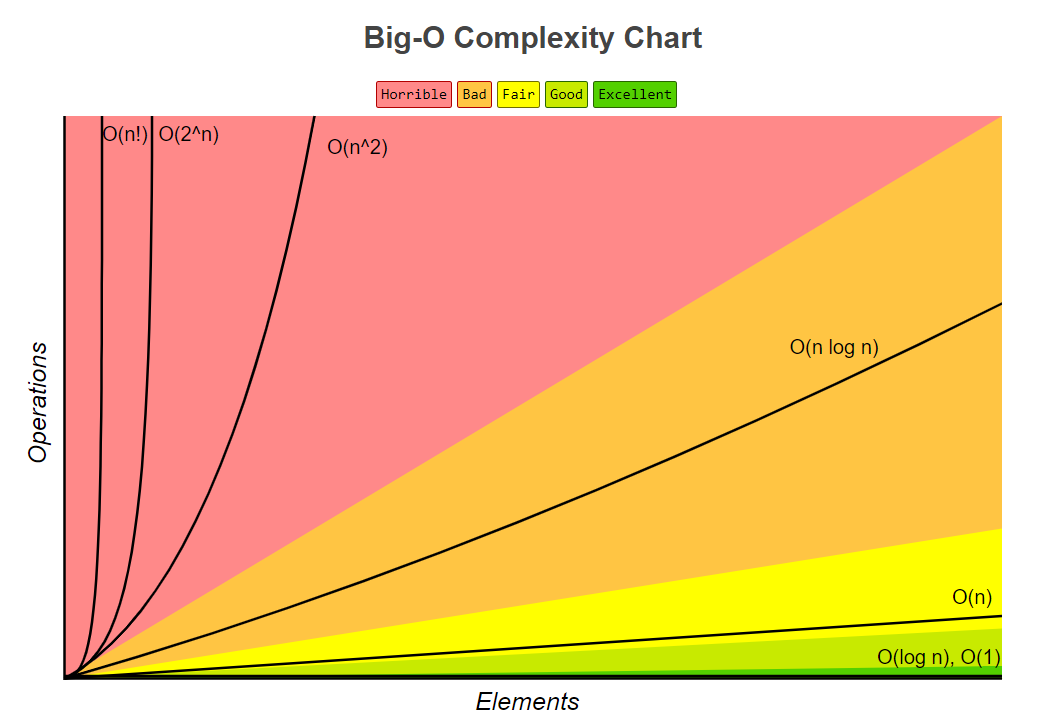 Big-O Complexity Chart
Horrible Bad Fair Good Excellent
O(n!) O(2^n)
O(n^2)
O(n log n)
O(n)
O(log n), O(1)
Operations
Elements